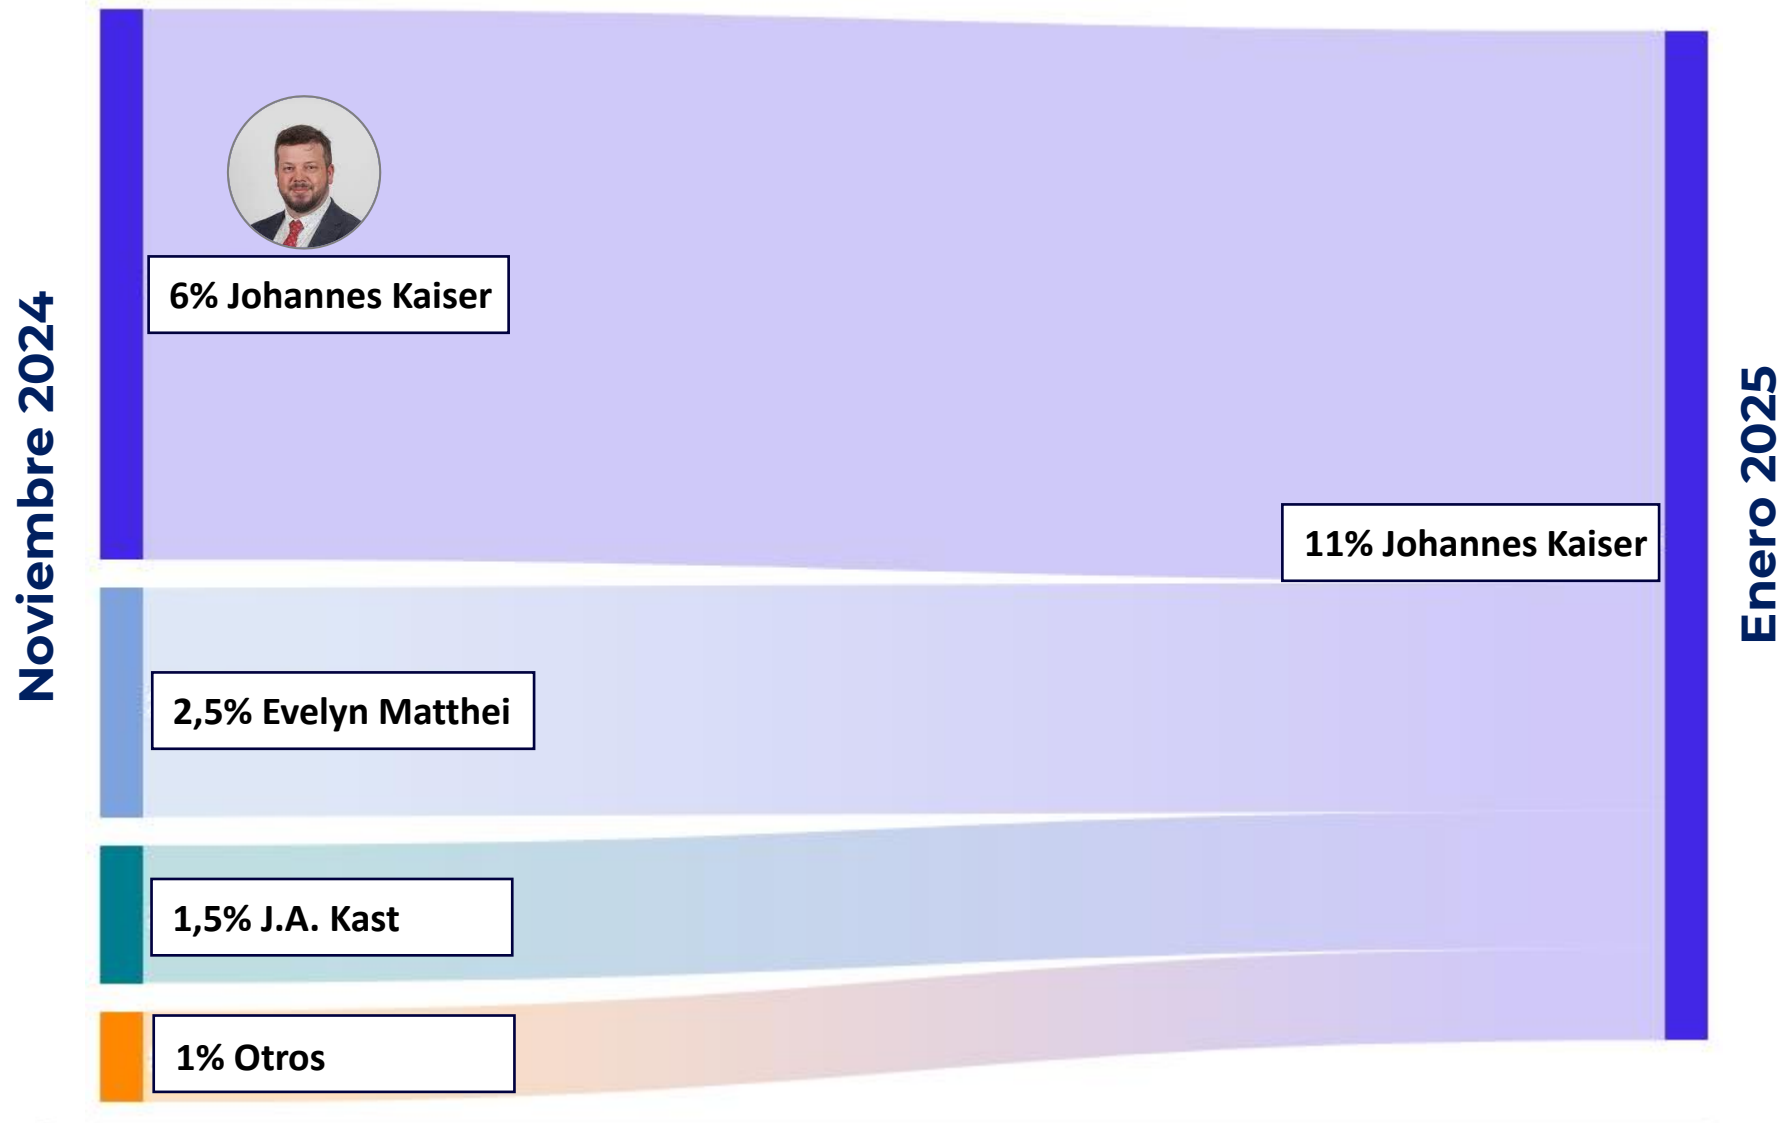 Noviembre 2024
6% Johannes Kaiser
2,5% Evelyn Matthei
1,5% J.A. Kast
1% Otros
11% Johannes Kaiser
Enero 2025